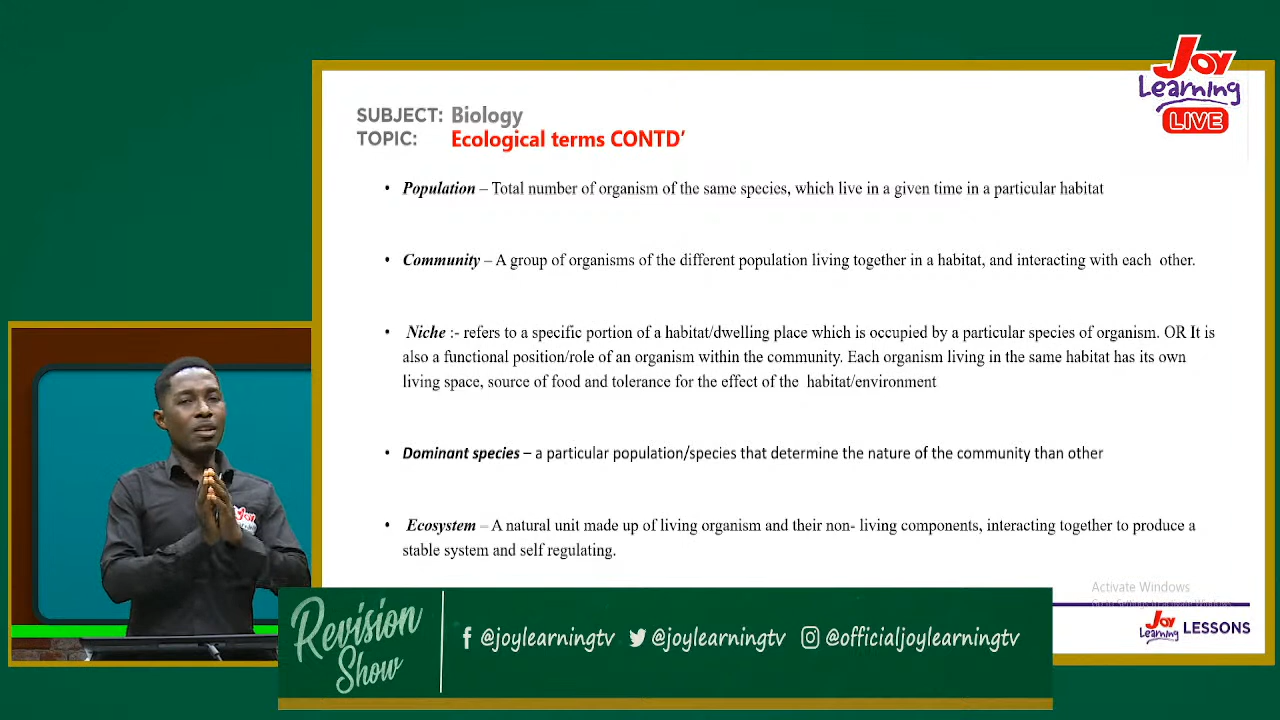 Joy
Learning
LIVE
SUBJECT: Biology
TOPIC: Ecological terms CONTD’
• Population – Total number of organism of the same species, which live in a given time in a particular habitat
• Community – A group of organisms of the different population living together in a habitat, and interacting with each other.
• Niche :- refers to a specific portion of a habitat/dwelling place which is occupied by a particular species of organism. OR It is
also a functional position/role of an organism within the community. Each organism living in the same habitat has its own
living space, source of food and tolerance for the effect of the habitat/environment
• Dominant species – a particular population/species that determine the nature of the community than other
• Ecosystem – A natural unit made up of living organism and their non- living components, interacting together to produce a
stable system and self regulating.
Activate Windows
Joy
Learning LESSONS
Revision
Show
@joylearningtv @joylearningtv @officialjoylearningtv